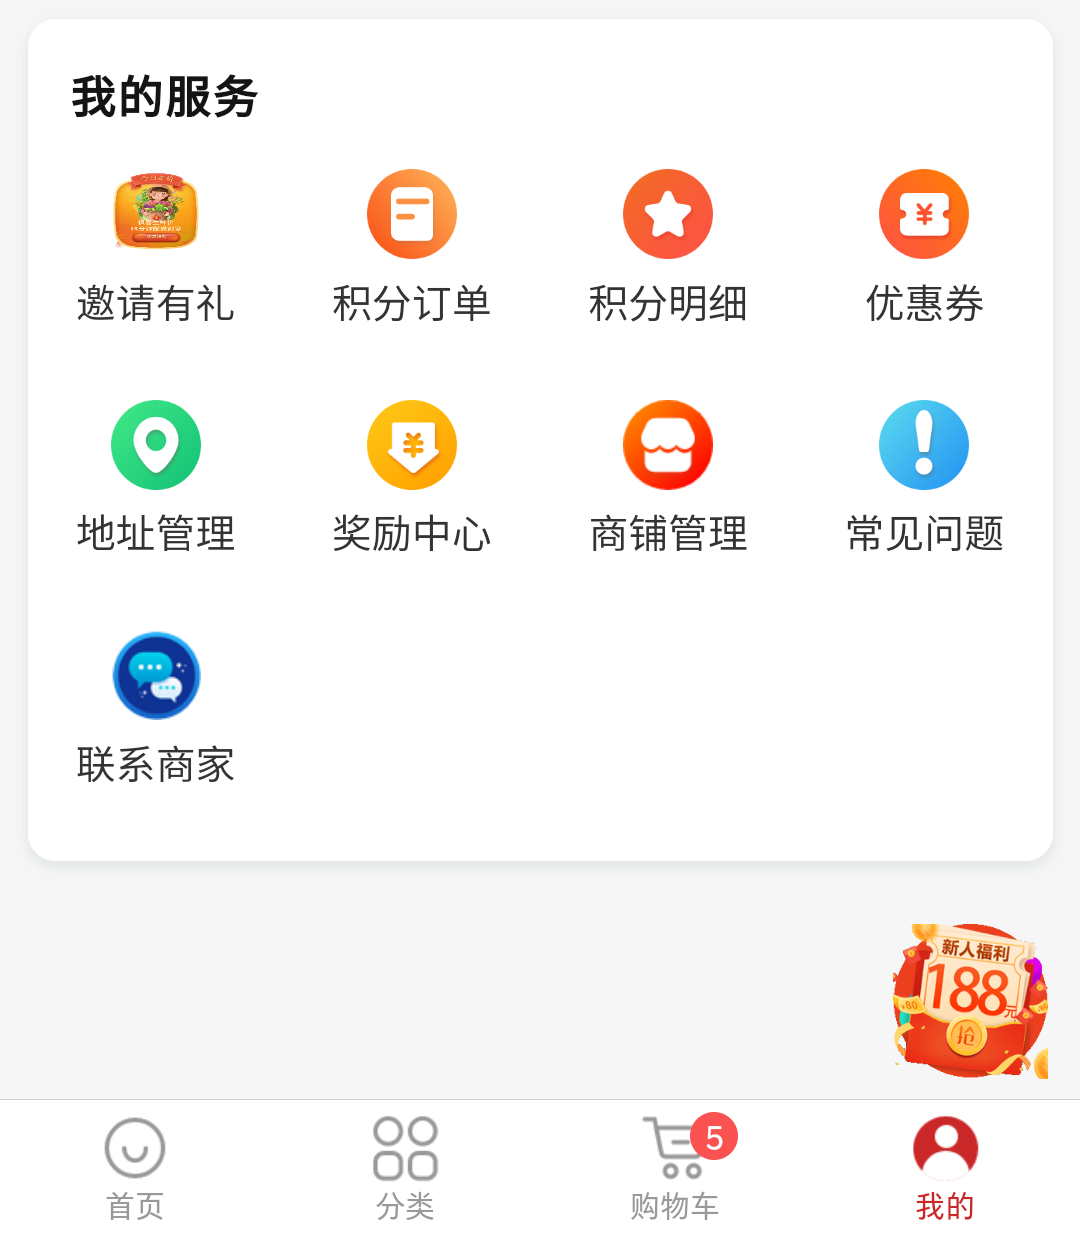 我的服务
邀请有礼
积分订单
积分明细
优惠券
地址管理
奖励中心
商铺管理
常见问题
联系商家
新人福利
188元
抢
首页
分类
购物车
5
我的